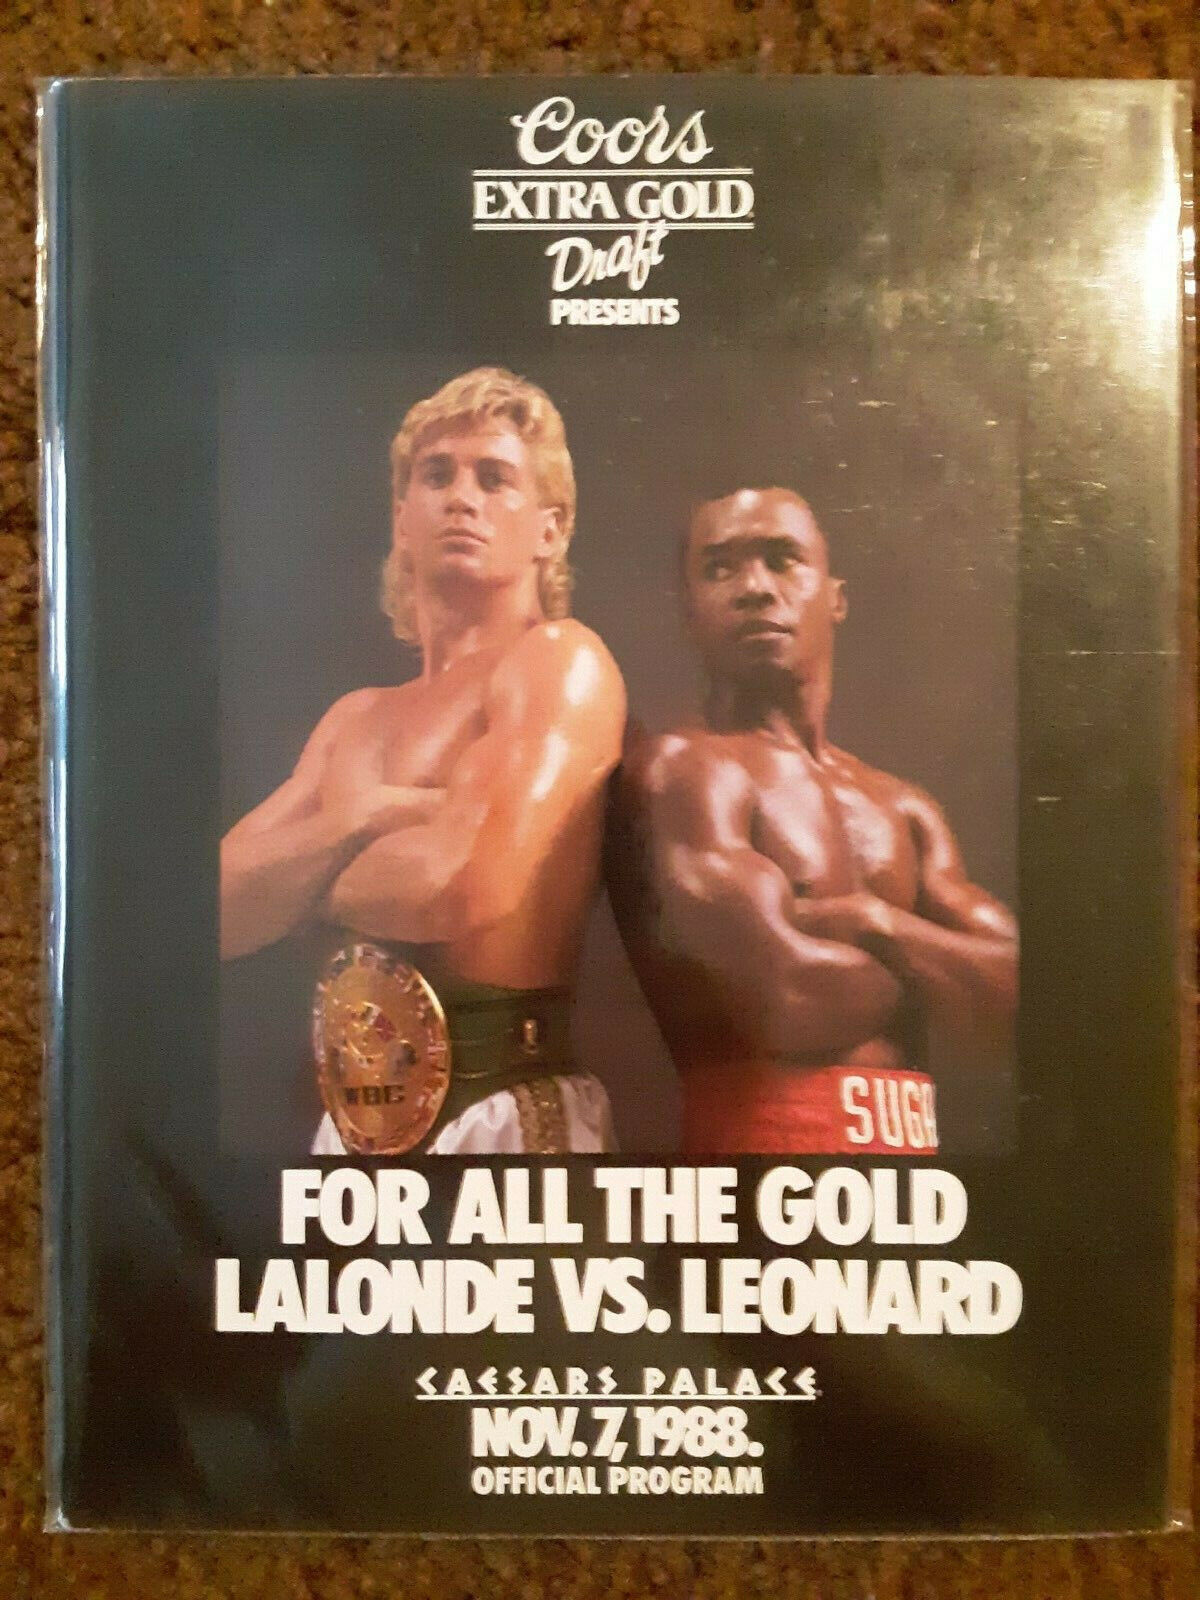 Coors
EXTRA GOLD
Draft
PRESENTS
WBC
SUGA
FOR ALL THE GOLD
LALONDE VS. LEONARD
CAESARS PALACE
NOV. 7, 1988.
OFFICIAL PROGRAM